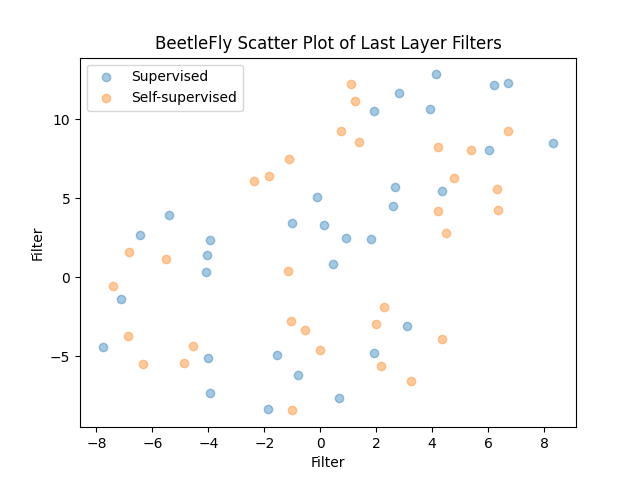 BeetleFly Scatter Plot of Last Layer Filters
Supervised
Self-supervised
10
5
0
−5
Filter
−8 −6 −4 −2 0 2 4 6 8
Filter